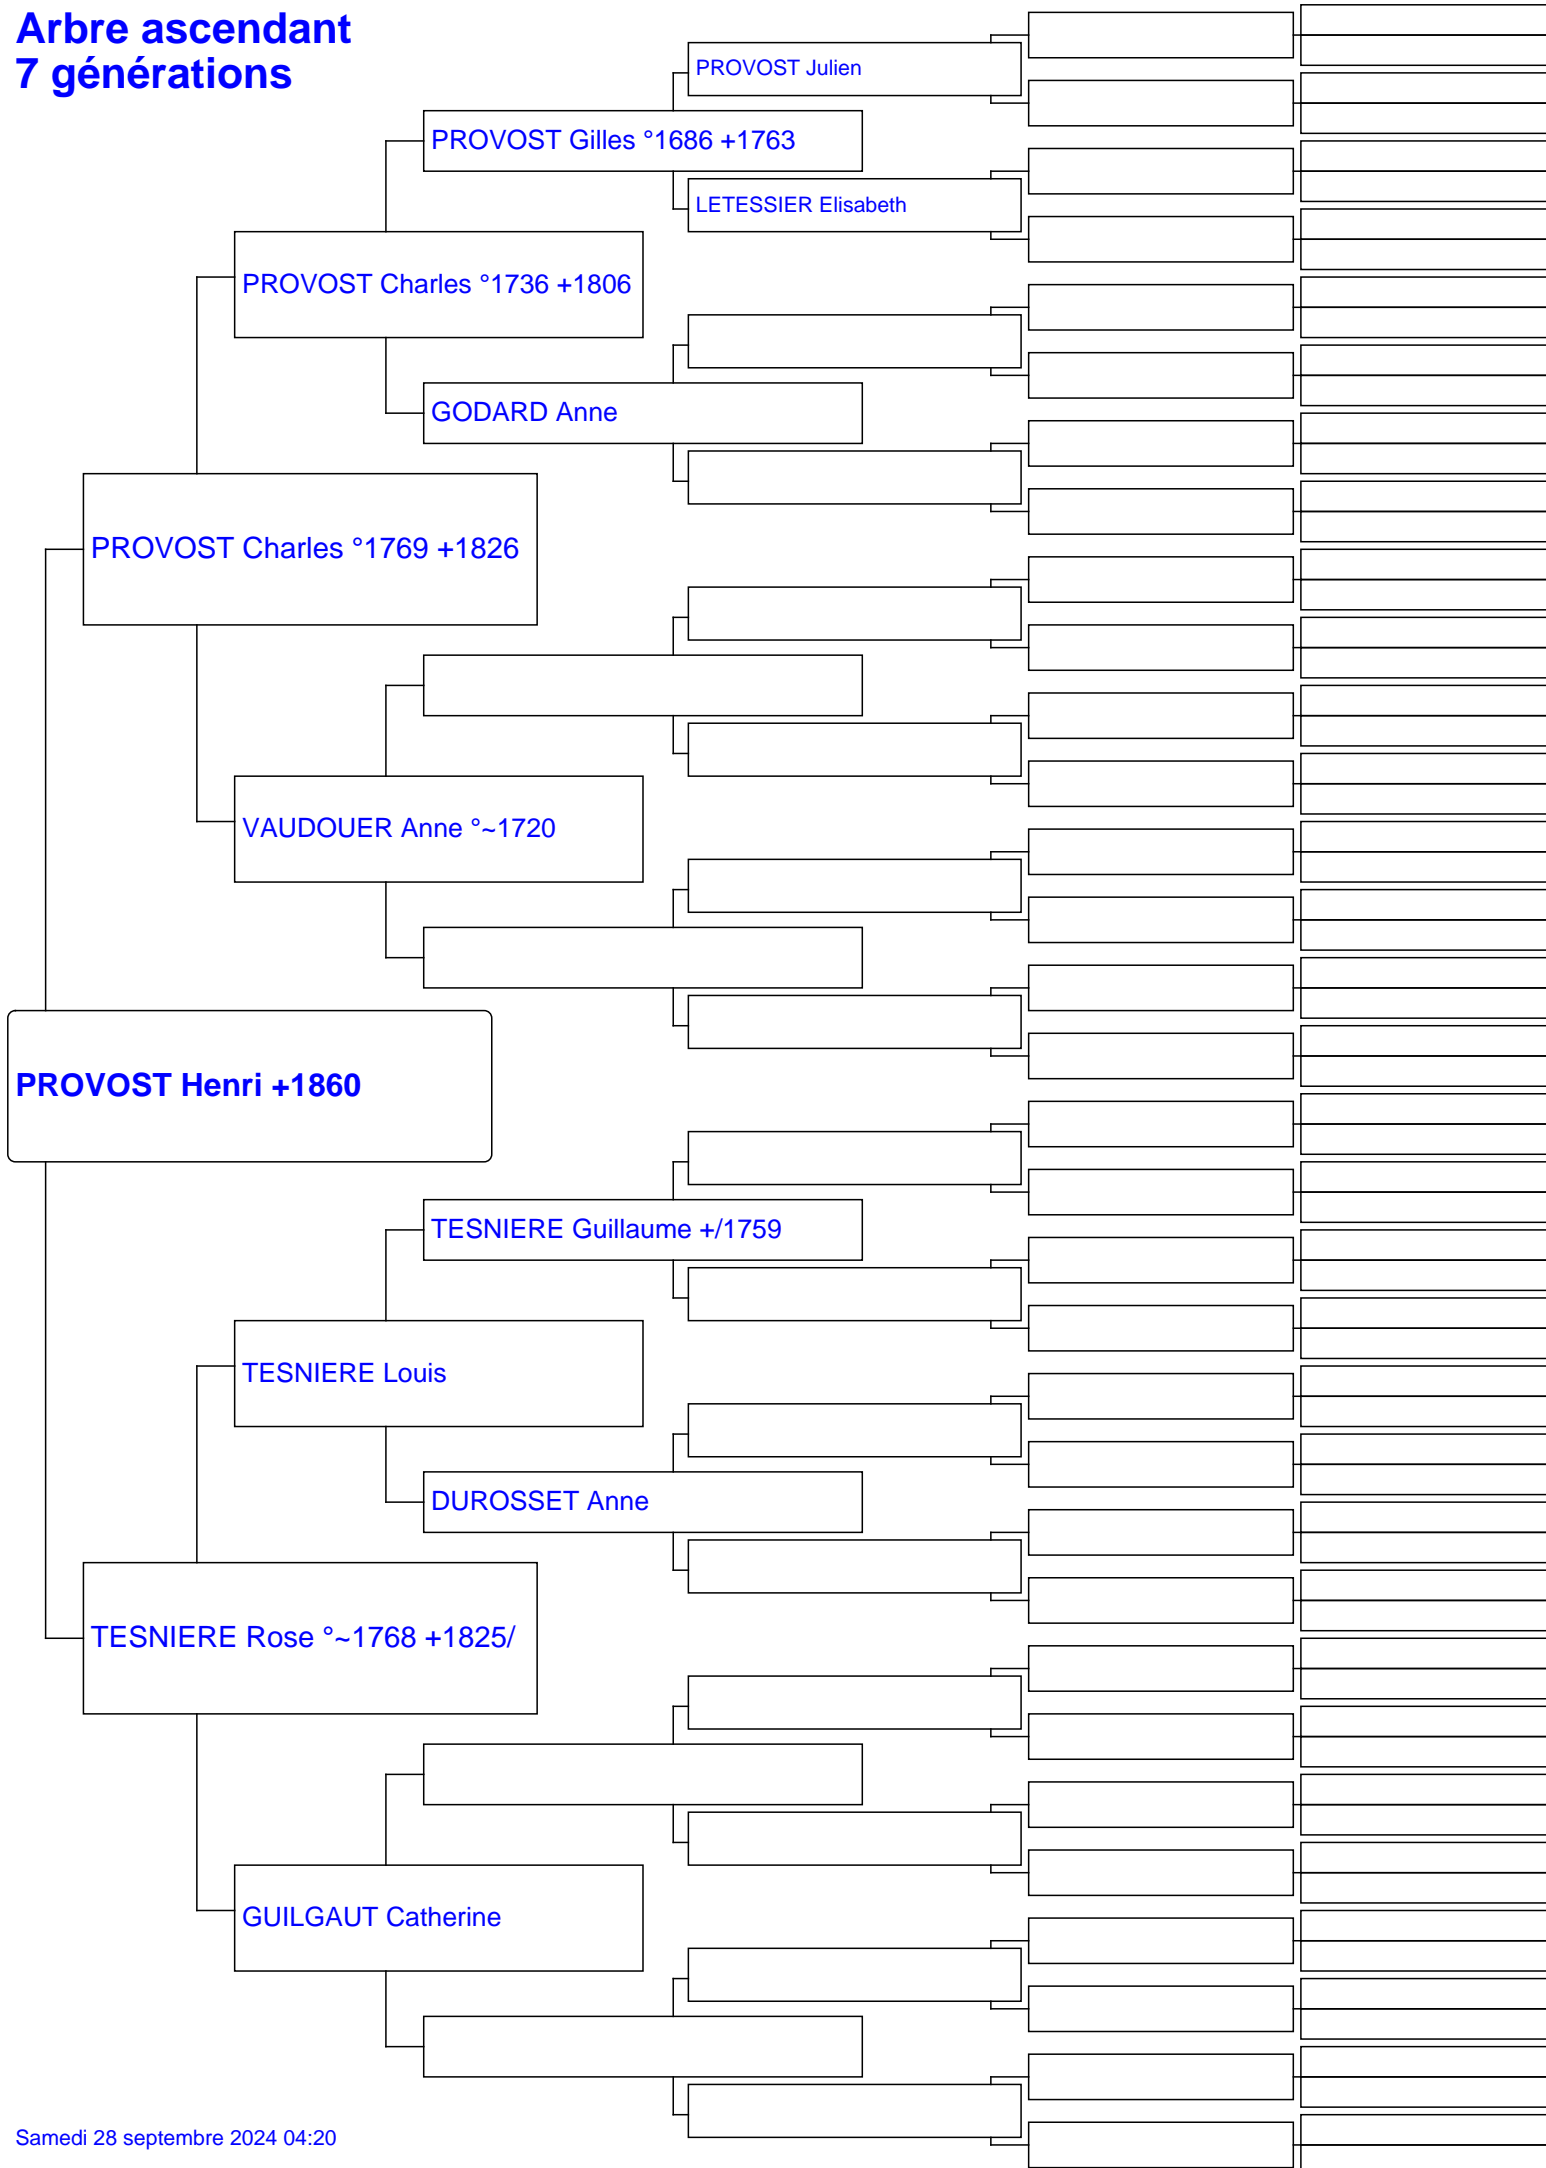 Arbre ascendant
7 générations
PROVOST Julien
PROVOST Gilles °1686 +1763
LETESSIER Elisabeth
PROVOST Charles °1736 +1806
GODARD Anne
PROVOST Charles °1769 +1826
VAUDOUER Anne °~1720
PROVOST Henri +1860
TESNIERE Guillaume +/1759
TESNIERE Louis
DUROSSET Anne
TESNIERE Rose °~1768 +1825/
GUILGAUT Catherine
Samedi 28 septembre 2024 04:20